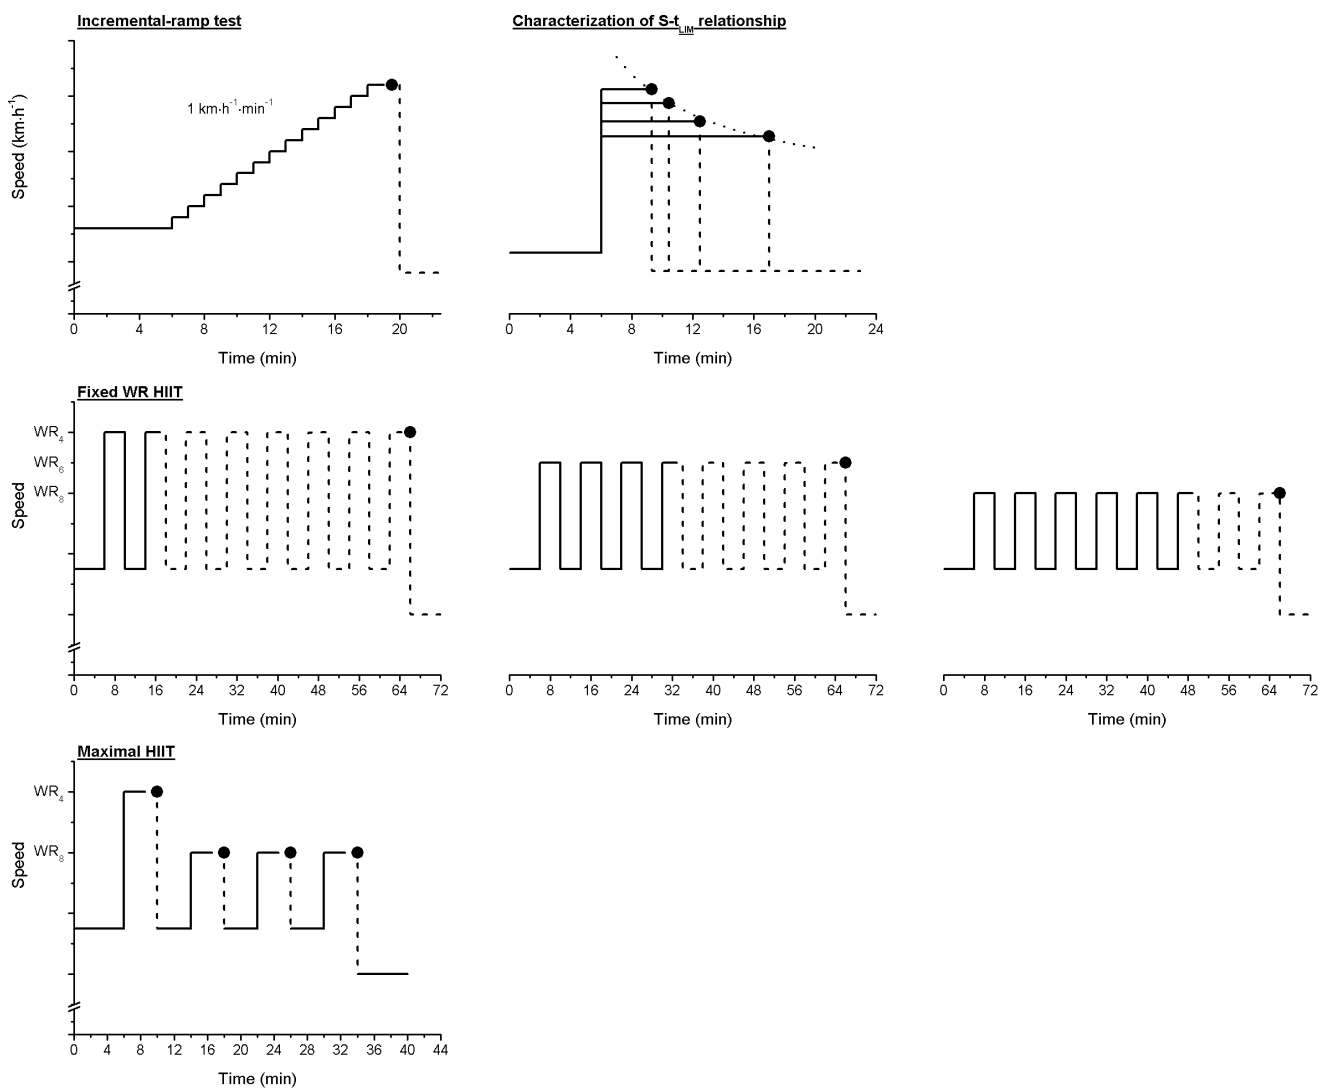 Incremental-ramp test
Characterization of S-tLIM relationship
1 km·h⁻¹·min⁻¹
Speed (km·h⁻¹)
0 4 8 12 16 20
0 4 8 12 16 20 24
Time (min)
Time (min)
Fixed WR HIIT
WR₄
WR₆
WR₈
Speed
0 8 16 24 32 40 48 56 64 72
0 8 16 24 32 40 48 56 64 72
0 8 16 24 32 40 48 56 64 72
Time (min)
Time (min)
Time (min)
Maximal HIIT
WR₄
WR₈
Speed
0 4 8 12 16 20 24 28 32 36 40 44
Time (min)